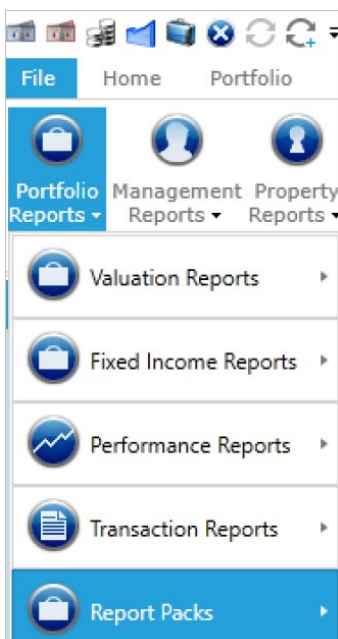 File Home Portfolio
Portfolio Management Property
Reports Reports Reports
Valuation Reports
Fixed Income Reports
Performance Reports
Transaction Reports
Report Packs